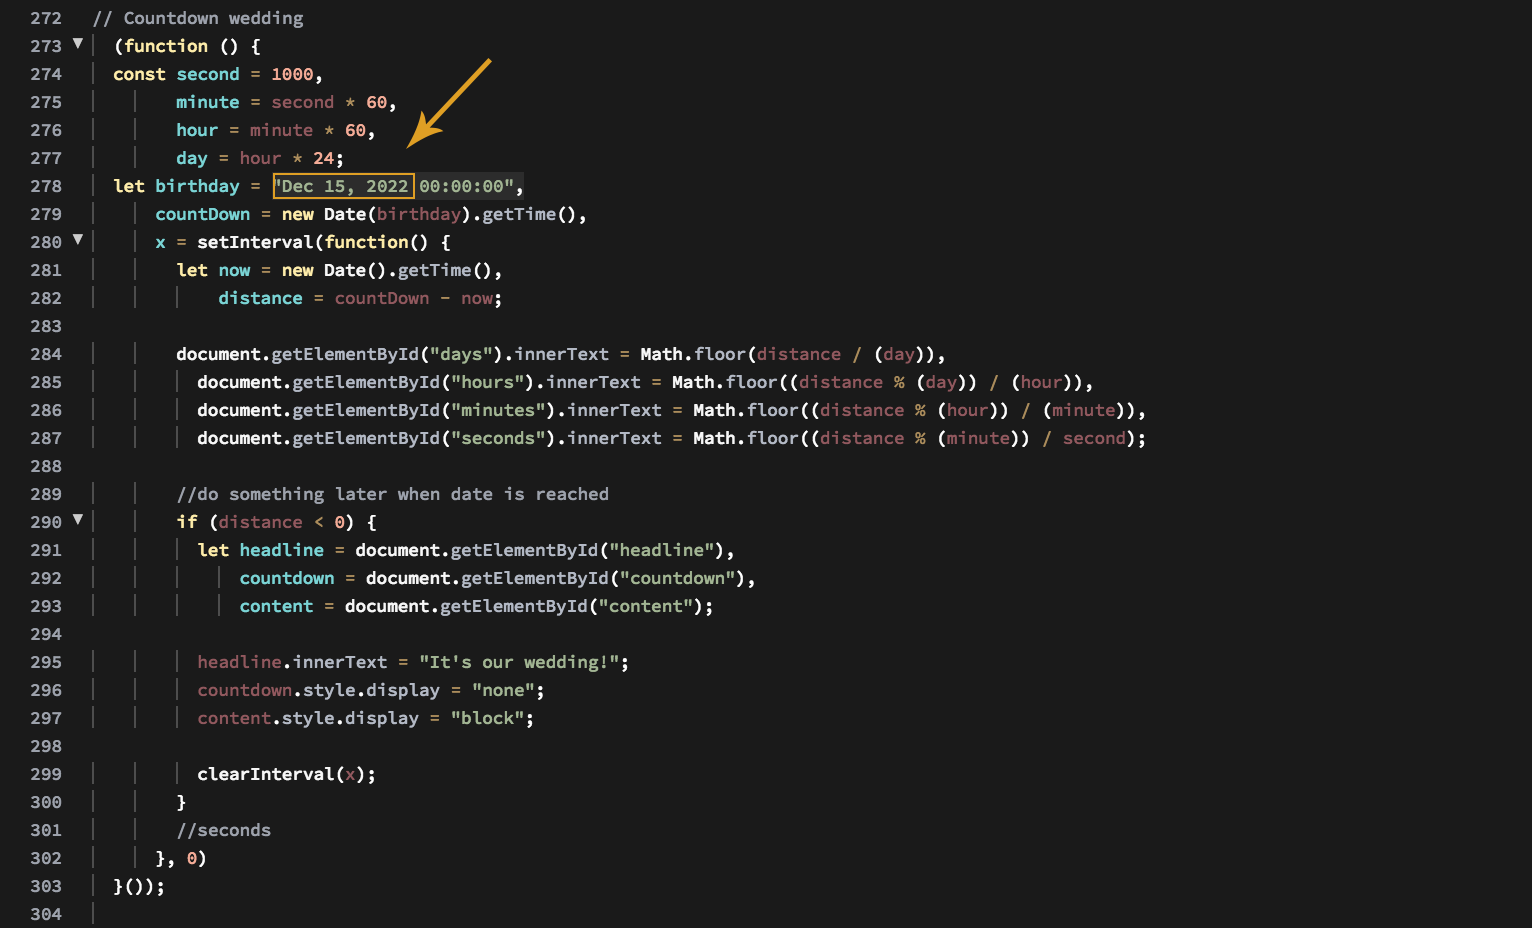 272 // Countdown wedding
273 ▼ (function () {
274 const second = 1000,
275 minute = second * 60,
276 hour = minute * 60,
277 day = hour * 24;
278 let birthday = "Dec 15, 2022 00:00:00",
279 countDown = new Date(birthday).getTime(),
280 ▼ x = setInterval(function() {
281 let now = new Date().getTime(),
282 distance = countDown - now;
283
284 document.getElementById("days").innerText = Math.floor(distance / (day)),
285 document.getElementById("hours").innerText = Math.floor((distance % (day)) / (hour)),
286 document.getElementById("minutes").innerText = Math.floor((distance % (hour)) / (minute)),
287 document.getElementById("seconds").innerText = Math.floor((distance % (minute)) / second);
288
289 //do something later when date is reached
290 ▼ if (distance < 0) {
291 let headline = document.getElementById("headline"),
292 countdown = document.getElementById("countdown"),
293 content = document.getElementById("content");
294
295 headline.innerText = "It's our wedding!";
296 countdown.style.display = "none";
297 content.style.display = "block";
298
299 clearInterval(x);
300 }
301 //seconds
302 }, 0)
303 }());
304